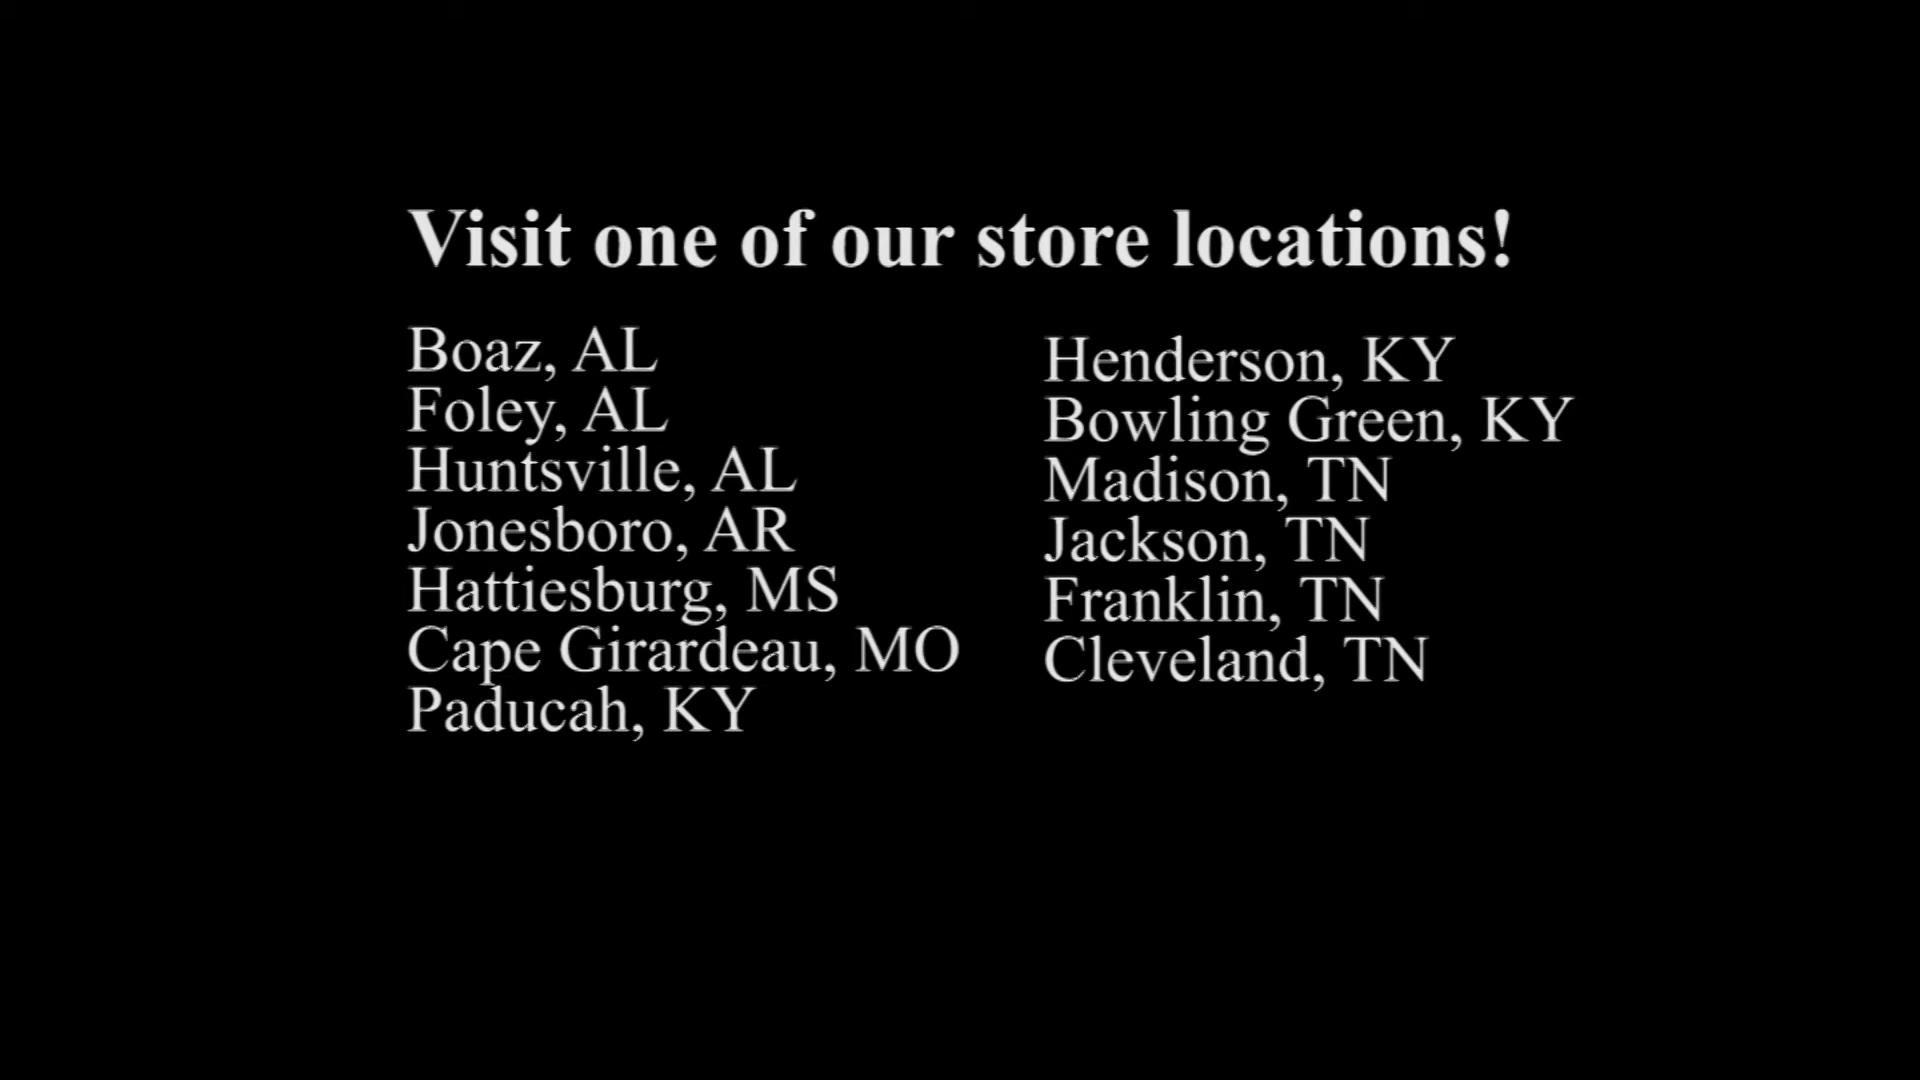 Visit one of our store locations!
Boaz, AL
Foley, AL
Huntsville, AL
Jonesboro, AR
Hattiesburg, MS
Cape Girardeau, MO
Paducah, KY
Henderson, KY
Bowling Green, KY
Madison, TN
Jackson, TN
Franklin, TN
Cleveland, TN